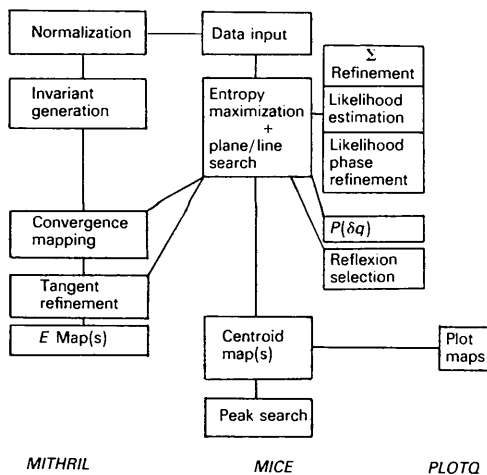 Normalization
Data input
Σ
Refinement
Invariant
generation
Entropy
maximization
+
plane/line
search
Likelihood
estimation
Likelihood
phase
refinement
Convergence
mapping
P(δq)
Reflexion
selection
Tangent
refinement
E Map(s)
Centroid
map(s)
Plot
maps
Peak search
MITHRIL
MICE
PLOTQ